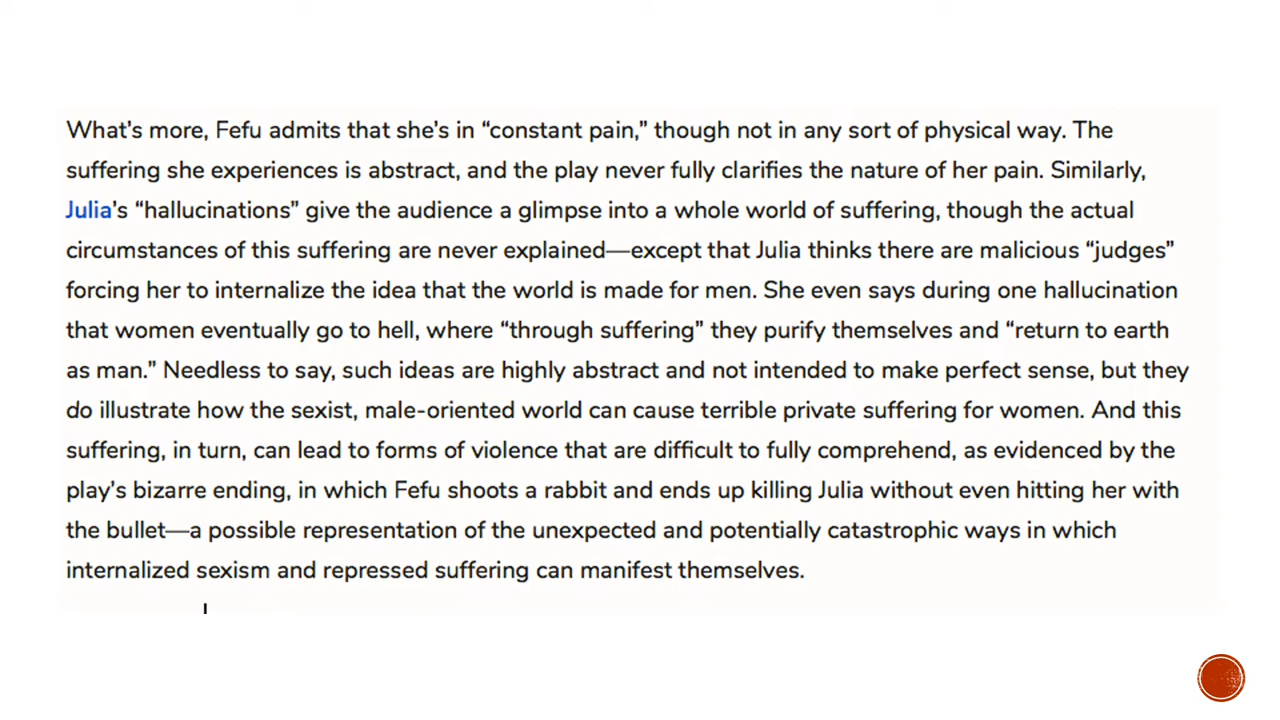 What's more, Fefu admits that she's in “constant pain,” though not in any sort of physical way. The
suffering she experiences is abstract, and the play never fully clarifies the nature of her pain. Similarly,
Julia's “hallucinations” give the audience a glimpse into a whole world of suffering, though the actual
circumstances of this suffering are never explained—except that Julia thinks there are malicious “judges”
forcing her to internalize the idea that the world is made for men. She even says during one hallucination
that women eventually go to hell, where “through suffering” they purify themselves and “return to earth
as man.” Needless to say, such ideas are highly abstract and not intended to make perfect sense, but they
do illustrate how the sexist, male-oriented world can cause terrible private suffering for women. And this
suffering, in turn, can lead to forms of violence that are difficult to fully comprehend, as evidenced by the
play's bizarre ending, in which Fefu shoots a rabbit and ends up killing Julia without even hitting her with
the bullet—a possible representation of the unexpected and potentially catastrophic ways in which
internalized sexism and repressed suffering can manifest themselves.